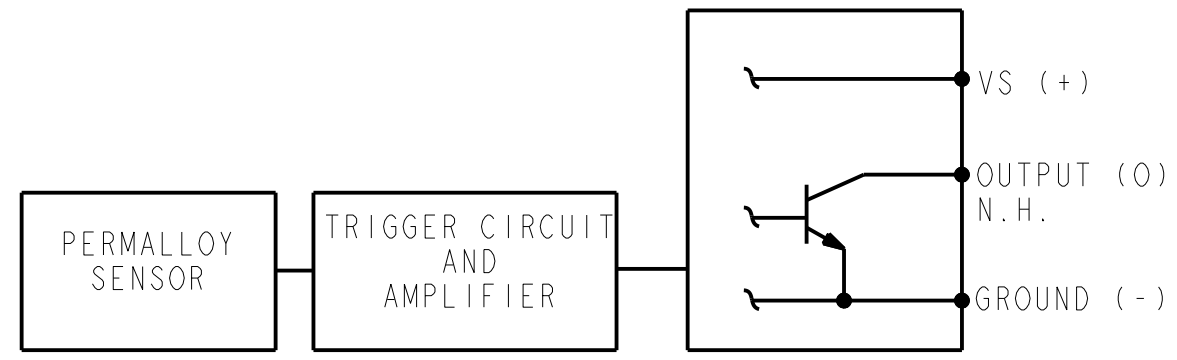 VS (+)
OUTPUT (O)
N.H.
PERMALLOY
SENSOR
TRIGGER CIRCUIT
AND
AMPLIFIER
GROUND (-)